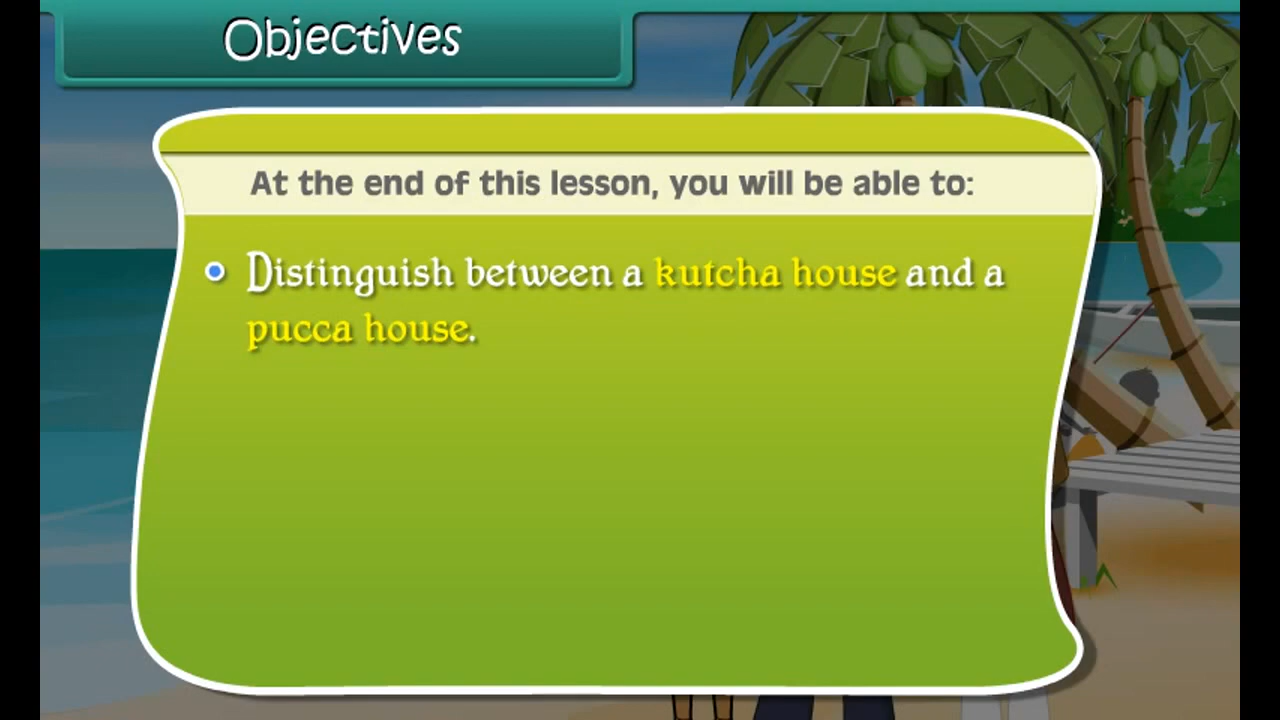 Objectives
At the end of this lesson, you will be able to:
Distinguish between a kutcha house and a
pucca house.